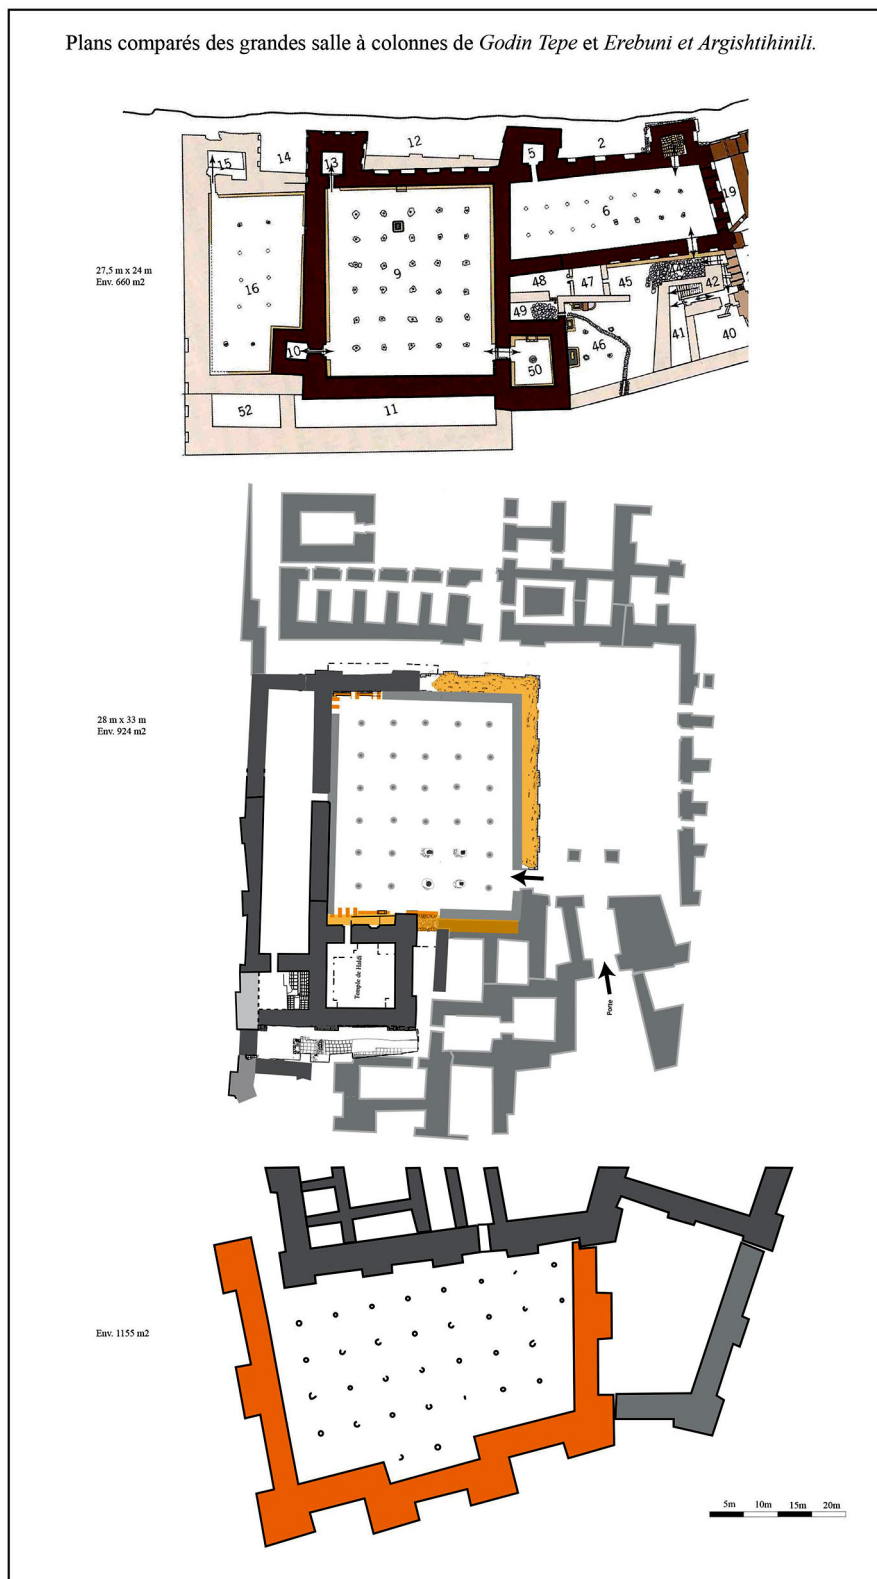 Plans comparés des grandes salle à colonnes de Godin Tepe et Erebuni et Argishtihinili.
12
14
2
15
13
5
19
6
27,5 m x 24 m
Env. 660 m2
16
9
48
47
45
42
49
46
10
41
40
50
52
11
28 m x 33 m
Env. 924 m2
Temple de Haldi
Porte
Env. 1155 m2
5m 10m 15m 20m